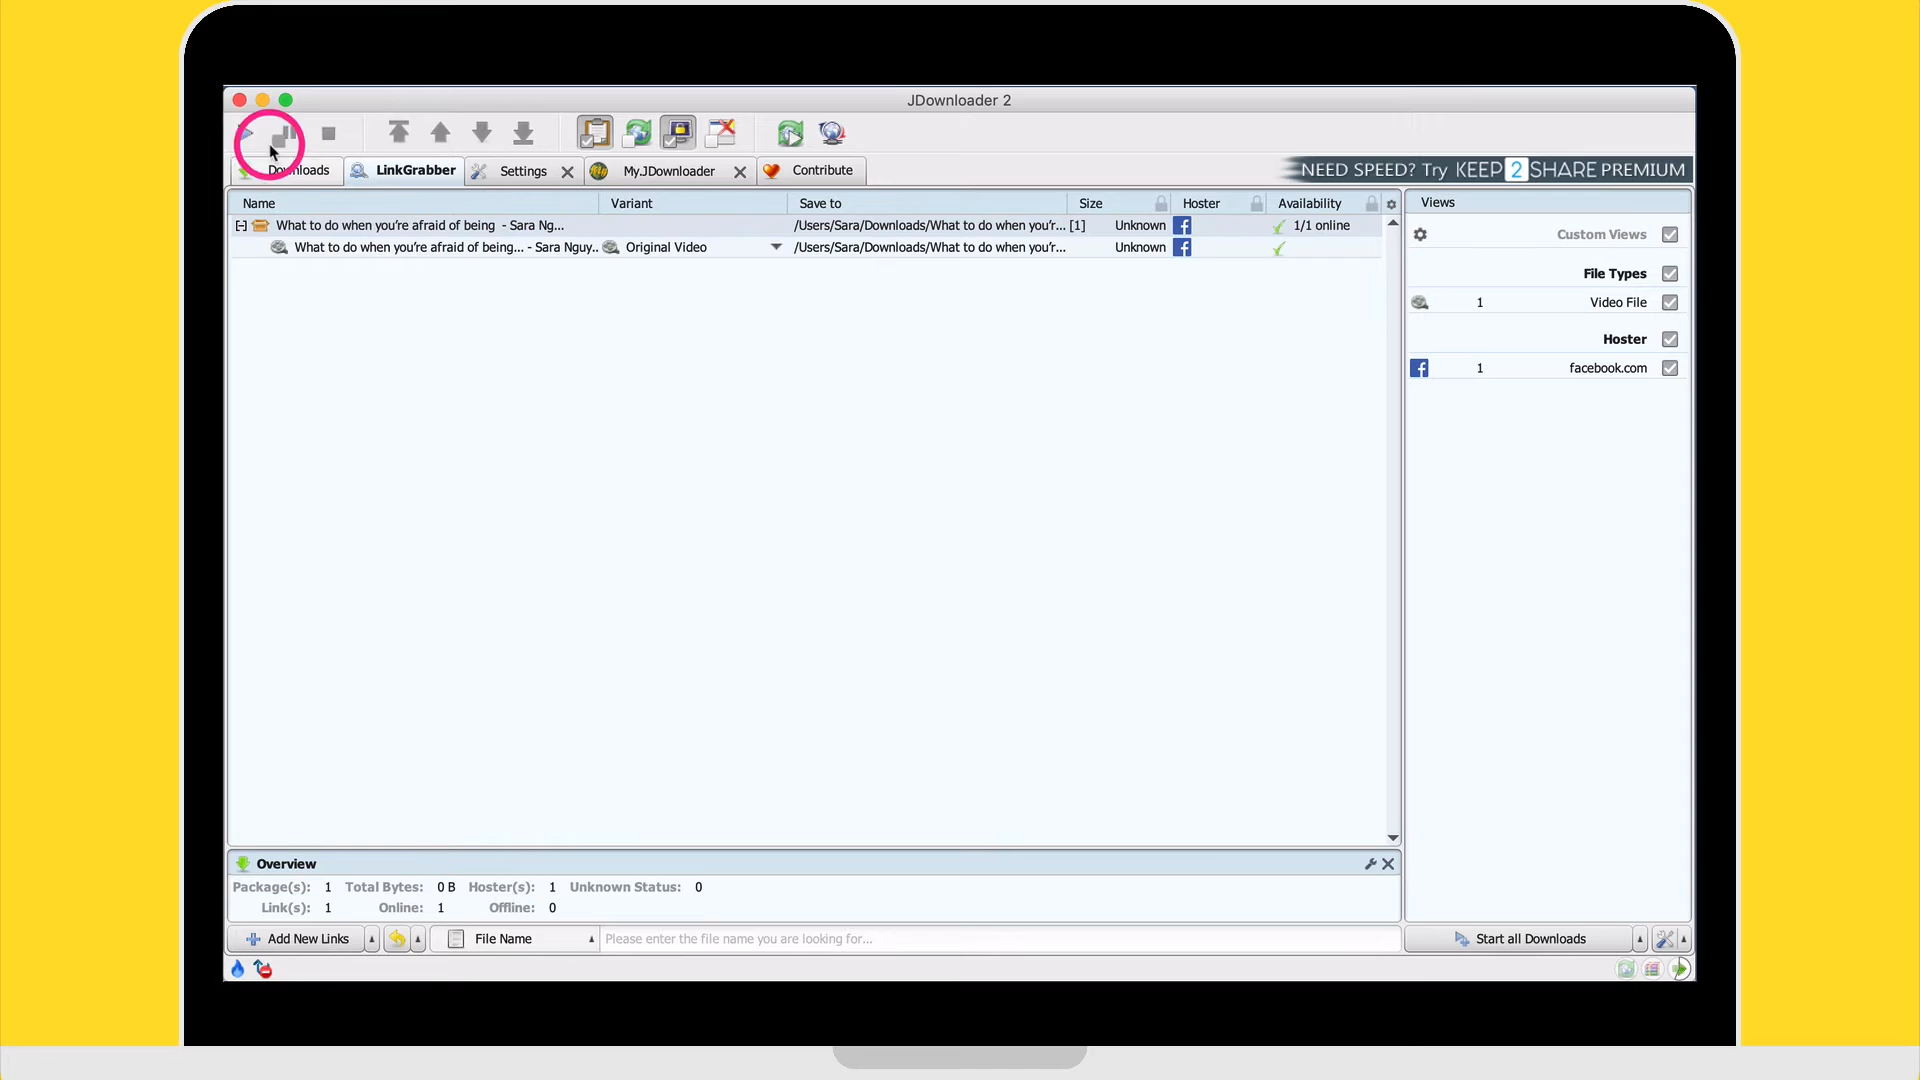 JDownloader 2
Downloads LinkGrabber Settings MyJDownloader Contribute NEED SPEED? Try KEEP2SHARE PREMIUM
Name Variant Save to Size Hoster Availability Views
What to do when you're afraid of being - Sara Ng... /Users/Sara/Downloads/What to do when you'r... [1] Unknown 1/1 online
What to do when you're afraid of being... - Sara Nguy.. Original Video /Users/Sara/Downloads/What to do when you'r... Unknown
Custom Views
File Types
1 Video File
Hoster
1 facebook.com
Overview
Package(s): 1 Total Bytes: 0 B Hoster(s): 1 Unknown Status: 0
Link(s): 1 Online: 1 Offline: 0
Add New Links File Name Please enter the file name you are looking for... Start all Downloads